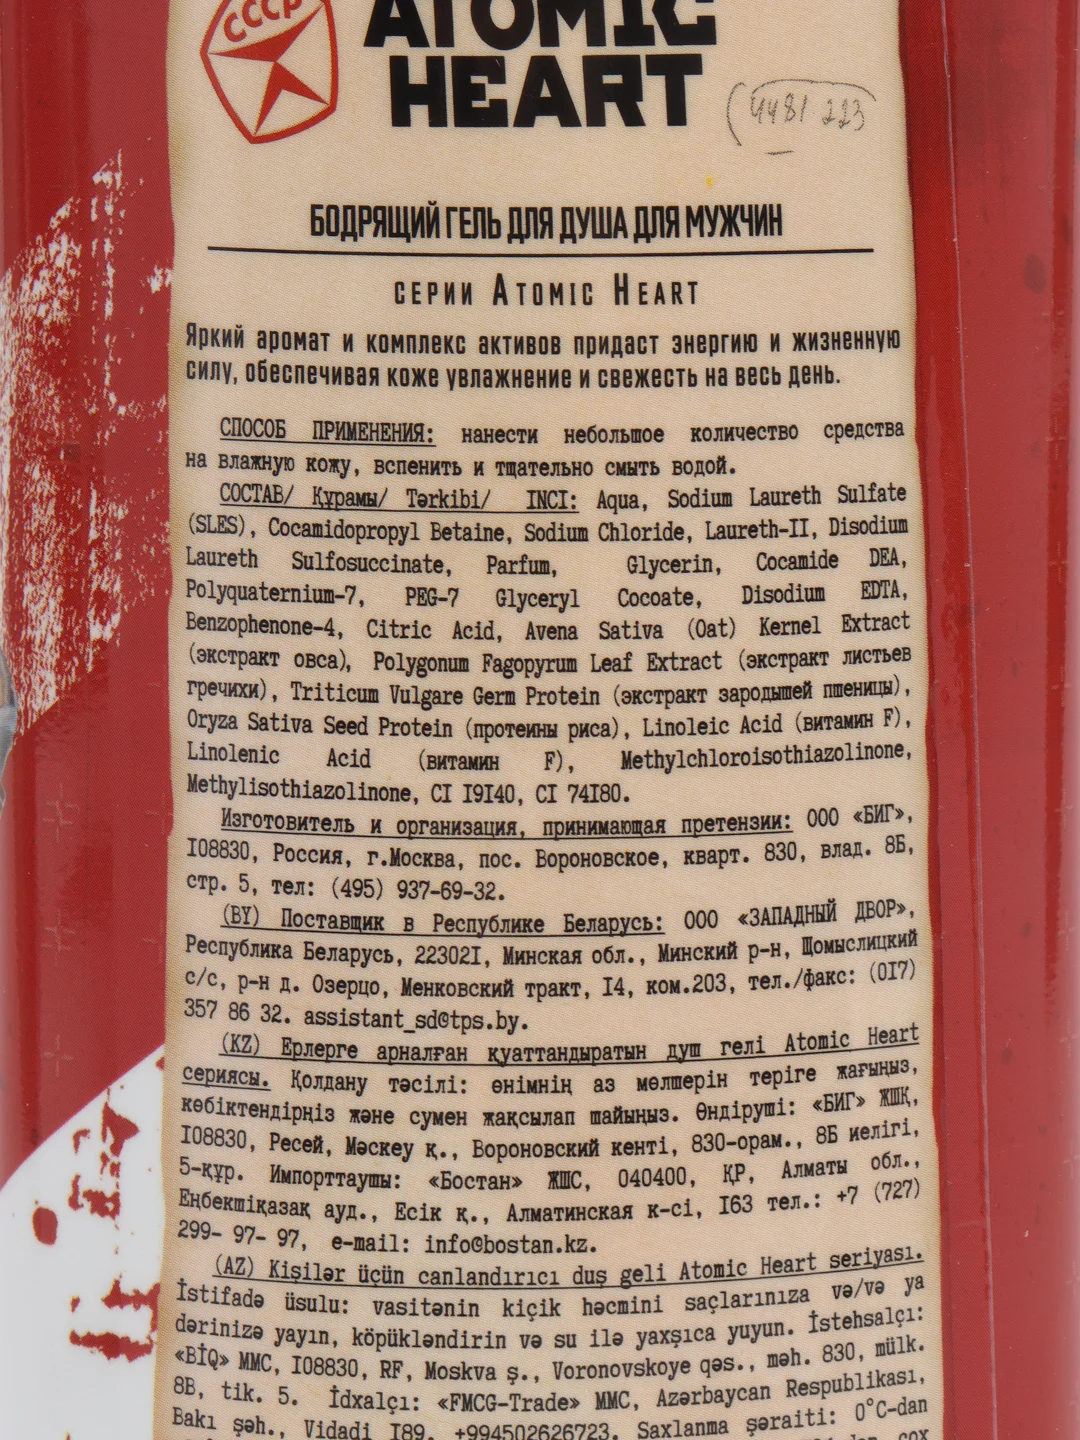 СССР
ATOMIC
HEART
4481 223
БОДРЯЩИЙ ГЕЛЬ ДЛЯ ДУША ДЛЯ МУЖЧИН
СЕРИИ ATOMIC HEART
Яркий аромат и комплекс активов придаст энергию и жизненную
силу, обеспечивая коже увлажнение и свежесть на весь день.
СПОСОБ ПРИМЕНЕНИЯ: нанести небольшое количество средства
на влажную кожу, вспенить и тщательно смыть водой.
СОСТАВ/ Құрамы/ Tərkibi/ INCI: Aqua, Sodium Laureth Sulfate
(SLES), Cocamidopropyl Betaine, Sodium Chloride, Laureth-II, Disodium
Laureth Sulfosuccinate, Parfum, Glycerin, Cocamide DEA,
Polyquaternium-7, PEG-7 Glyceryl Cocoate, Disodium EDTA,
Benzophenone-4, Citric Acid, Avena Sativa (Oat) Kernel Extract
(экстракт овса), Polygonum Fagopyrum Leaf Extract (экстракт листьев
гречихи), Triticum Vulgare Germ Protein (экстракт зародышей пшеницы),
Oryza Sativa Seed Protein (протеины риса), Linoleic Acid (витамин F),
Linolenic Acid (витамин F), Methylchloroisothiazolinone,
Methylisothiazolinone, CI I9I40, CI 74I80.
Изготовитель и организация, принимающая претензии: ООО «БИГ»,
I08830, Россия, г.Москва, пос. Вороновское, кварт. 830, влад. 8Б,
стр. 5, тел: (495) 937-69-32.
(BY) Поставщик в Республике Беларусь: ООО «ЗАПАДНЫЙ ДВОР»,
Республика Беларусь, 22302I, Минская обл., Минский р-н, Щомыслицкий
с/с, р-н д. Озерцо, Менковский тракт, I4, ком.203, тел./факс: (0I7)
357 86 32. assistant_sd@tps.by.
(KZ) Ерлерге арналған қуаттандыратын душ гелі Atomic Heart
сериясы. Қолдану тәсілі: өнімнің аз мөлшерін теріге жағыңыз,
көбіктендірңіз және сумен жақсылап шайыңыз. Өндіруші: «БИГ» ЖШҚ,
I08830, Ресей, Мәскеу қ., Вороновский кенті, 830-орам., 8Б иелігі,
5-құр. Импорттаушы: «Бостан» ЖШС, 040400, ҚР, Алматы обл.,
Еңбекшіқазақ ауд., Есік қ., Алматинская к-сі, I63 тел.: +7 (727)
299- 97- 97, e-mail: info@bostan.kz.
(AZ) Kişilər üçün canlandırıcı duş geli Atomic Heart seriyası.
İstifadə üsulu: vasitənin kiçik həcmini saçlarınıza və/və ya
dərinizə yayın, köpükləndirin və su ilə yaxşıca yuyun. İstehsalçı:
«BİQ» MMC, I08830, RF, Moskva ş., Voronovskoye qəs., məh. 830, mülk.
8B, tik. 5. İdxalçı: «FMCG-Trade» MMC, Azərbaycan Respublikası,
Bakı şəh., Vidadi I89, +994502626723. Saxlanma şəraiti: 0°C-dan